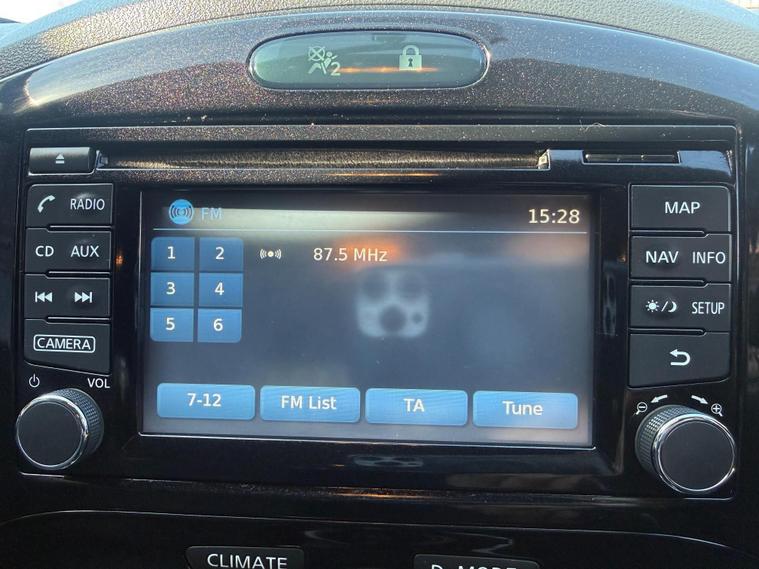 2
RADIO
CD AUX
CAMERA
VOL
FM
15:28
1 2
87.5 MHz
3 4
5 6
7-12
FM List
TA
Tune
MAP
NAV INFO
SETUP
CLIMATE
D-MODE